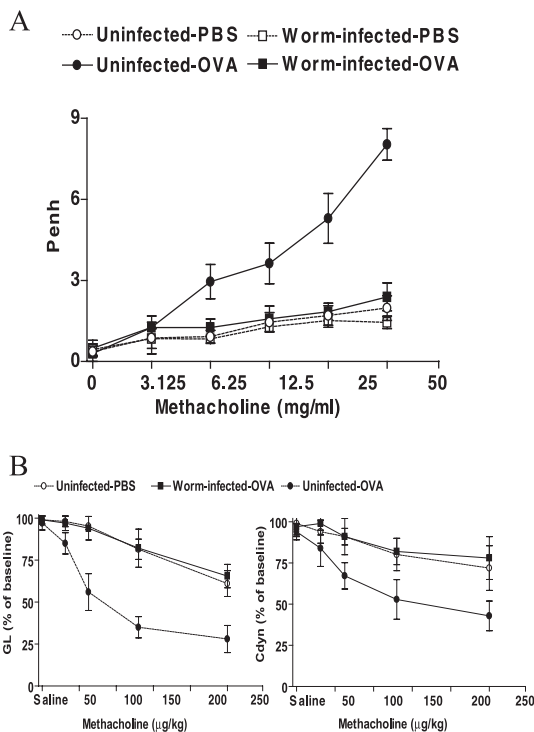 A
Uninfected-PBS Worm-infected-PBS
Uninfected-OVA Worm-infected-OVA
9
6
3
0
Penh
0 3.125 6.25 12.5 25 50
Methacholine (mg/ml)
B
Uninfected-PBS Worm-infected-OVA Uninfected-OVA
100
75
50
25
0
GL (% of baseline)
Saline 50 100 150 200 250
Methacholine (µg/kg)
100
75
50
25
0
Cdyn (% of baseline)
Saline 50 100 150 200 250
Methacholine (µg/kg)